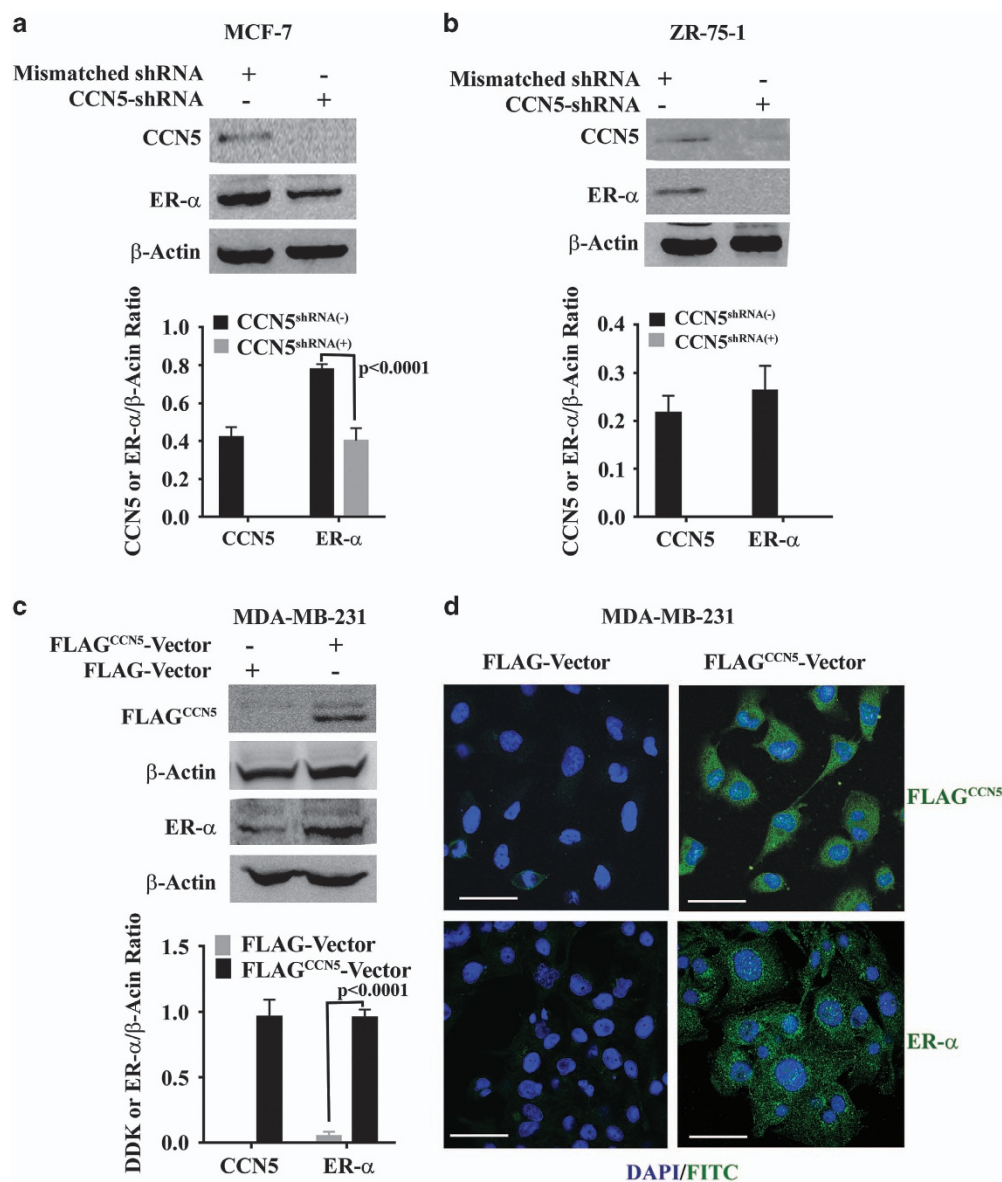 a
MCF-7
Mismatched shRNA + -
CCN5-shRNA - +
CCN5
ER-α
β-Actin
CCN5 or ER-α/β-Acin Ratio
1.0
0.8
0.6
0.4
0.2
0.0
CCN5shRNA(-)
CCN5shRNA(+)
p<0.0001
CCN5 ER-α
b
ZR-75-1
Mismatched shRNA + -
CCN5-shRNA - +
CCN5
ER-α
β-Actin
CCN5 or ER-α/β-Acin Ratio
0.4
0.3
0.2
0.1
0.0
CCN5shRNA(-)
CCN5shRNA(+)
CCN5 ER-α
c
MDA-MB-231
FLAGCCN5-Vector - +
FLAG-Vector + -
FLAGCCN5
β-Actin
ER-α
β-Actin
DDK or ER-α/β-Acin Ratio
1.5
1.0
0.5
0.0
FLAG-Vector
FLAGCCN5-Vector
p<0.0001
CCN5 ER-α
d
MDA-MB-231
FLAG-Vector FLAGCCN5-Vector
FLAGCCN5
ER-α
DAPI/FITC